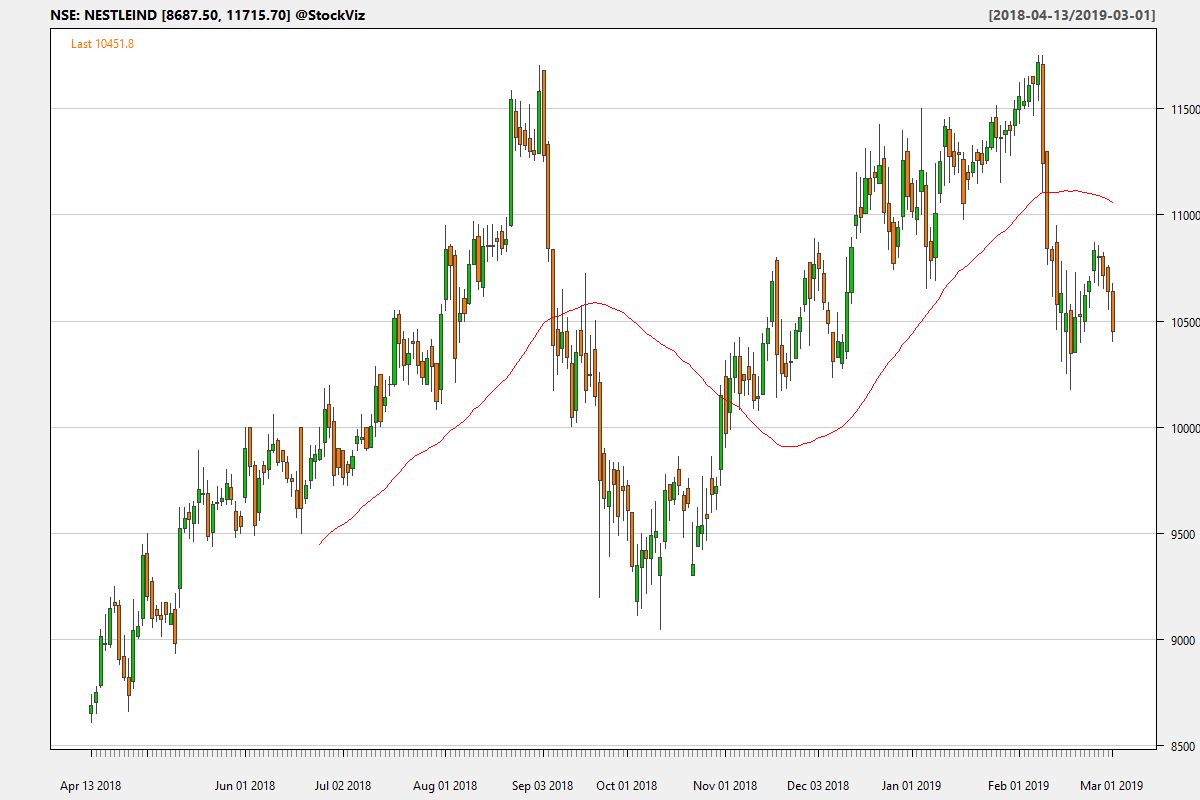 NSE: NESTLEIND [8687.50, 11715.70] @StockViz
[2018-04-13/2019-03-01]
Last 10451.8
11500
11000
10500
10000
9500
9000
8500
Apr 13 2018 Jun 01 2018 Jul 02 2018 Aug 01 2018 Sep 03 2018 Oct 01 2018 Nov 01 2018 Dec 03 2018 Jan 01 2019 Feb 01 2019 Mar 01 2019